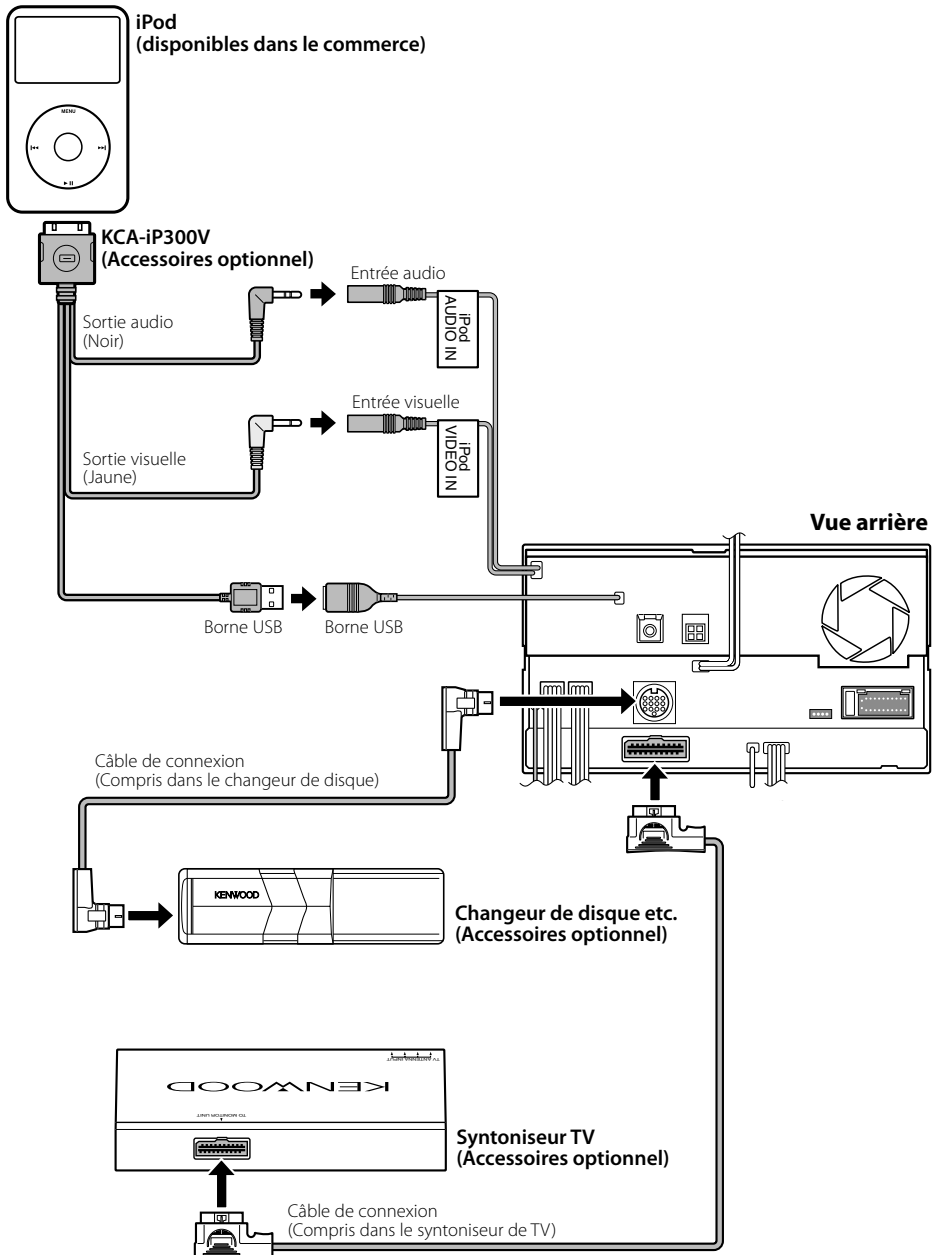 iPod
(disponibles dans le commerce)
MENU
KCA-iP300V
(Accessoires optionnel)
Entrée audio
Sortie audio
(Noir)
iPod
AUDIO IN
Entrée visuelle
Sortie visuelle
(Jaune)
iPod
VIDEO IN
Vue arrière
Borne USB
Borne USB
Câble de connexion
(Compris dans le changeur de disque)
KENWOOD
Changeur de disque etc.
(Accessoires optionnel)
TV ANTENNA INPUT
KENWOOD
TO MONITOR UNIT
Syntoniseur TV
(Accessoires optionnel)
Câble de connexion
(Compris dans le syntoniseur de TV)